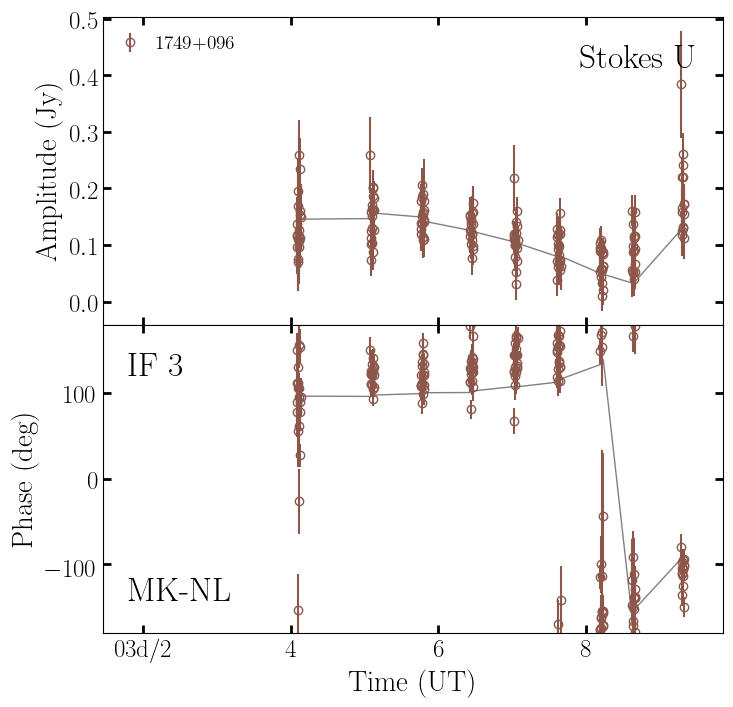 0.5
1749+096
Stokes U
0.4
0.3
0.2
0.1
0.0
Amplitude (Jy)
IF 3
100
0
−100
Phase (deg)
MK-NL
03d/2
4
6
8
Time (UT)